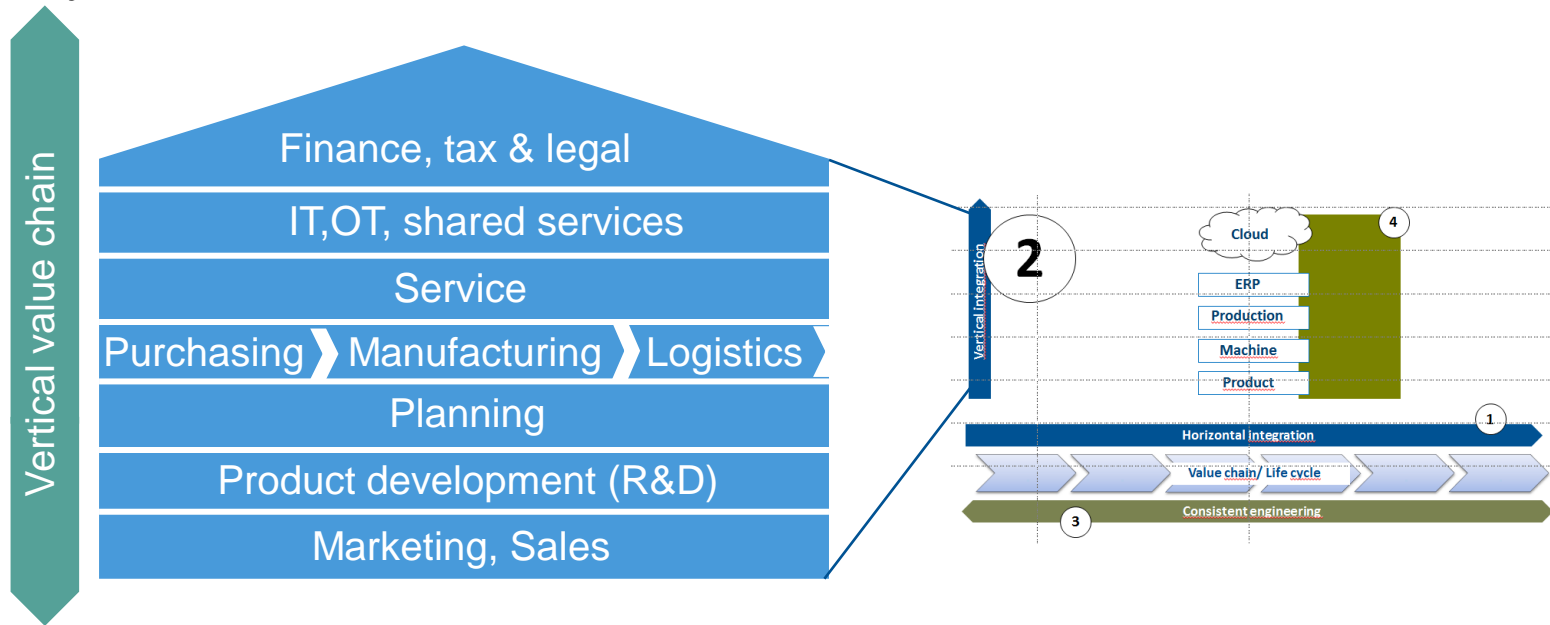 Vertical value chain
Finance, tax & legal
IT,OT, shared services
Service
Purchasing
Manufacturing
Logistics
Planning
Product development (R&D)
Marketing, Sales
Vertical integration
2
Cloud
4
ERP
Production
Machine
Product
1
Horizontal integration
Value chain/ Life cycle
Consistent engineering
3